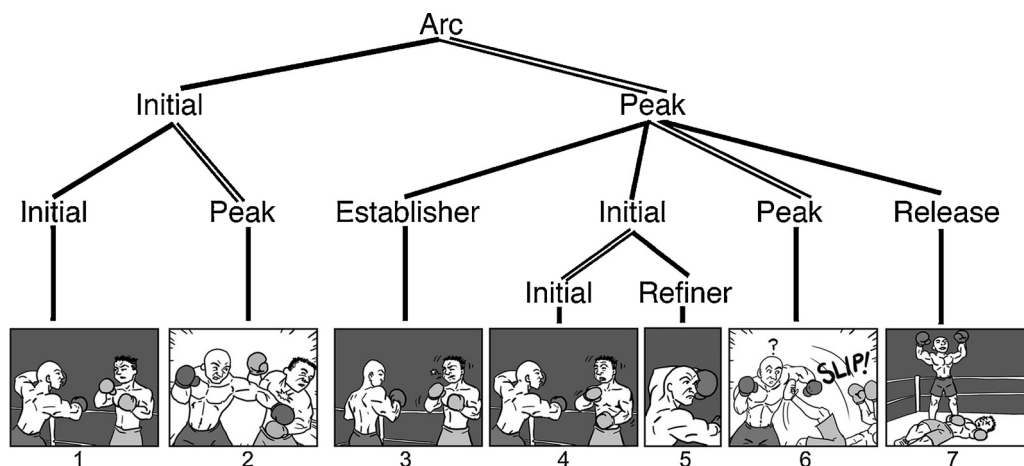 Arc
Initial Peak
Initial Peak Establisher Initial Peak Release
Initial Refiner
?
SLIP!
1 2 3 4 5 6 7